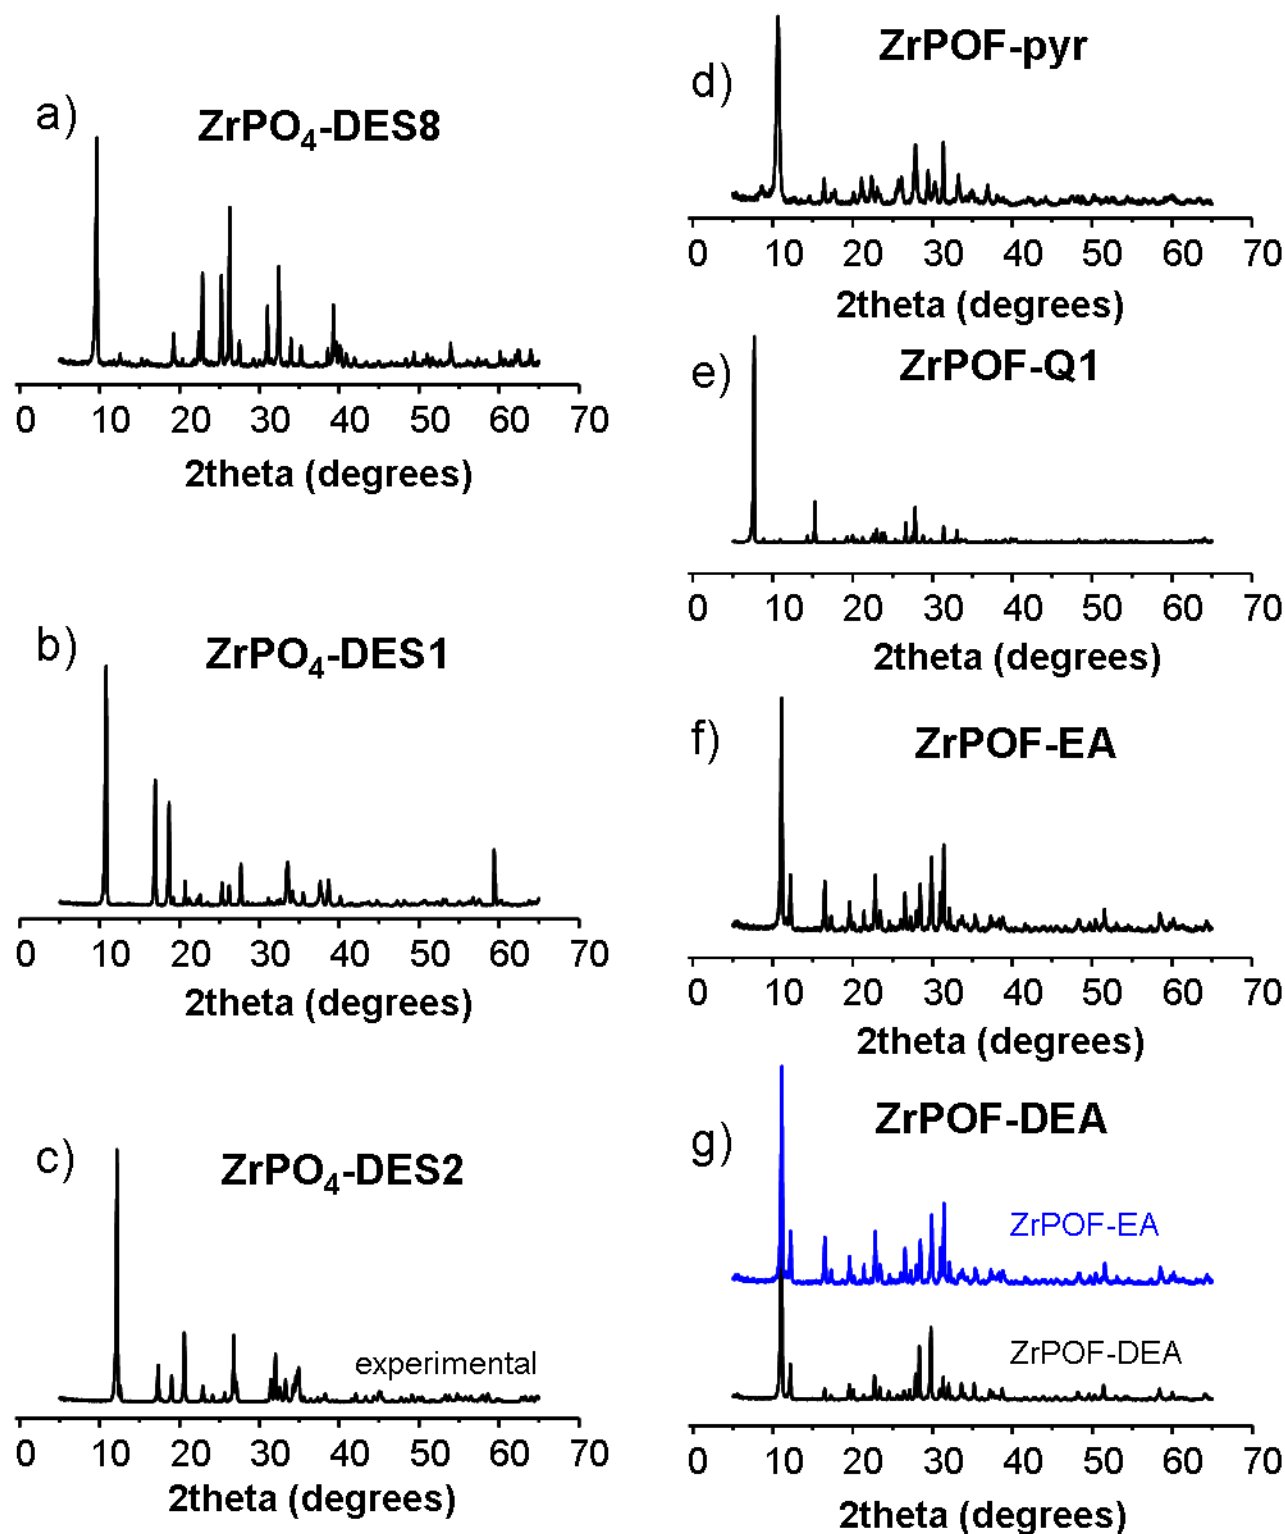 a)
ZrPO₄-DES8
0 10 20 30 40 50 60 70
2theta (degrees)
b)
ZrPO₄-DES1
0 10 20 30 40 50 60 70
2theta (degrees)
c)
ZrPO₄-DES2
experimental
0 10 20 30 40 50 60 70
2theta (degrees)
d)
ZrPOF-pyr
0 10 20 30 40 50 60 70
2theta (degrees)
e)
ZrPOF-Q1
0 10 20 30 40 50 60 70
2theta (degrees)
f)
ZrPOF-EA
0 10 20 30 40 50 60 70
2theta (degrees)
g)
ZrPOF-DEA
ZrPOF-EA
ZrPOF-DEA
0 10 20 30 40 50 60 70
2theta (degrees)